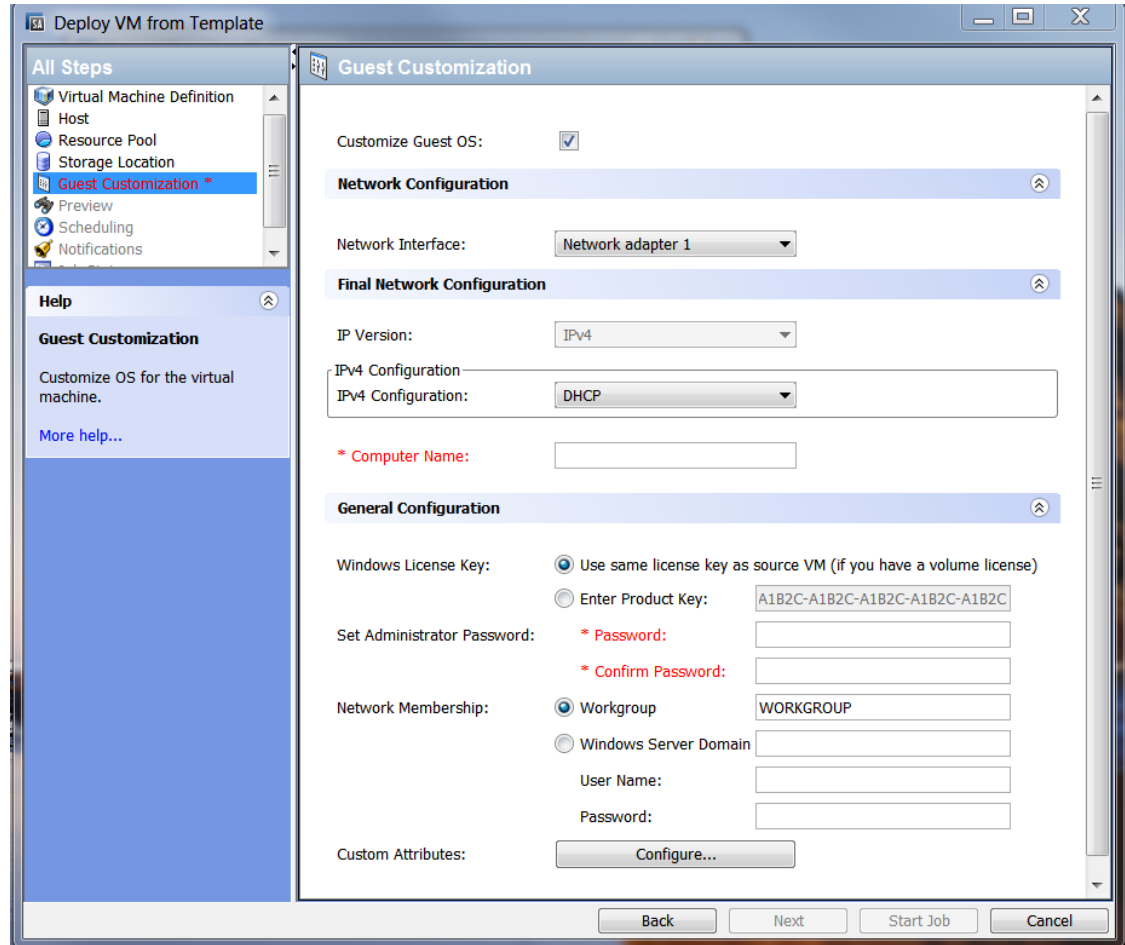 SA Deploy VM from Template
All Steps
Virtual Machine Definition
Host
Resource Pool
Storage Location
Guest Customization *
Preview
Scheduling
Notifications
Help
Guest Customization
Customize OS for the virtual
machine.
More help...
Guest Customization
Customize Guest OS:
Network Configuration
Network Interface: Network adapter 1
Final Network Configuration
IP Version: IPv4
IPv4 Configuration
IPv4 Configuration: DHCP
* Computer Name:
General Configuration
Windows License Key: Use same license key as source VM (if you have a volume license)
Enter Product Key: A1B2C-A1B2C-A1B2C-A1B2C-A1B2C
Set Administrator Password: * Password:
* Confirm Password:
Network Membership: Workgroup WORKGROUP
Windows Server Domain
User Name:
Password:
Custom Attributes: Configure...
Back Next Start Job Cancel